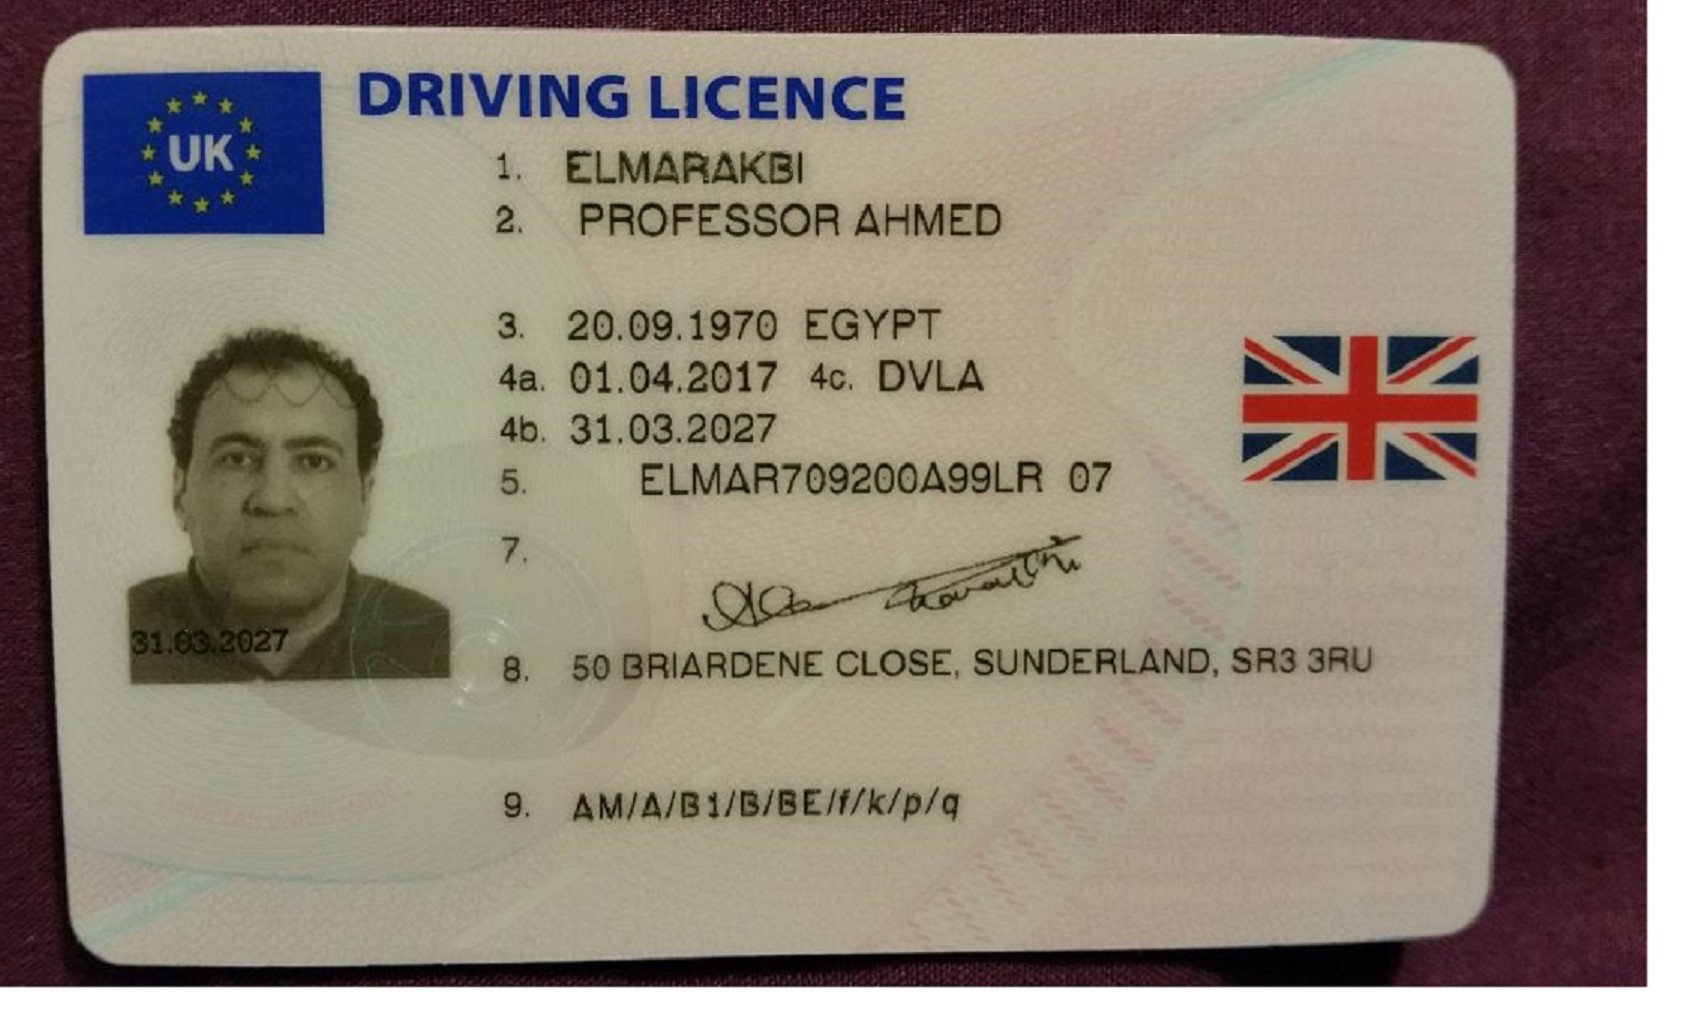 UK
DRIVING LICENCE
1. ELMARAKBI
2. PROFESSOR AHMED
3. 20.09.1970 EGYPT
4a. 01.04.2017 4c. DVLA
4b. 31.03.2027
5. ELMAR709200A99LR 07
7.
31.03.2027
8. 50 BRIARDENE CLOSE, SUNDERLAND, SR3 3RU
9. AM/A/B1/B/BE/f/k/p/q